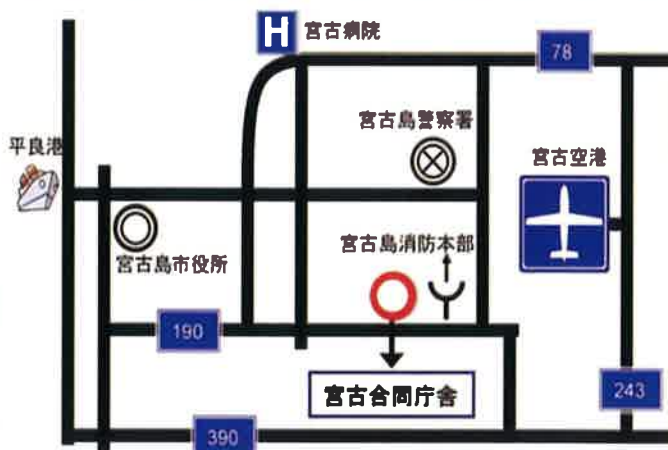 H 宮古病院
78
宮古島警察署
平良港
宮古空港
宮古島消防本部
宮古島市役所
190
宮古合同庁舎
243
390